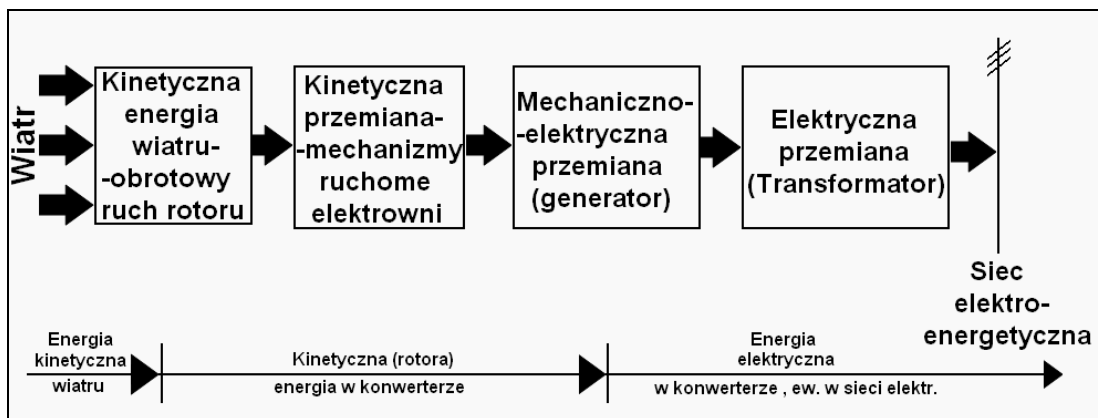 Wiatr
Kinetyczna
energia
wiatru-
-obrotowy
ruch rotoru
Kinetyczna
przemiana-
-mechanizmy
ruchome
elektrowni
Mechaniczno-
-elektryczna
przemiana
(generator)
Elektryczna
przemiana
(Transformator)
Siec
elektro-
energetyczna
Energia
kinetyczna
wiatru
Kinetyczna (rotora)
energia w konwerterze
Energia
elektryczna
w konwerterze , ew. w sieci elektr.